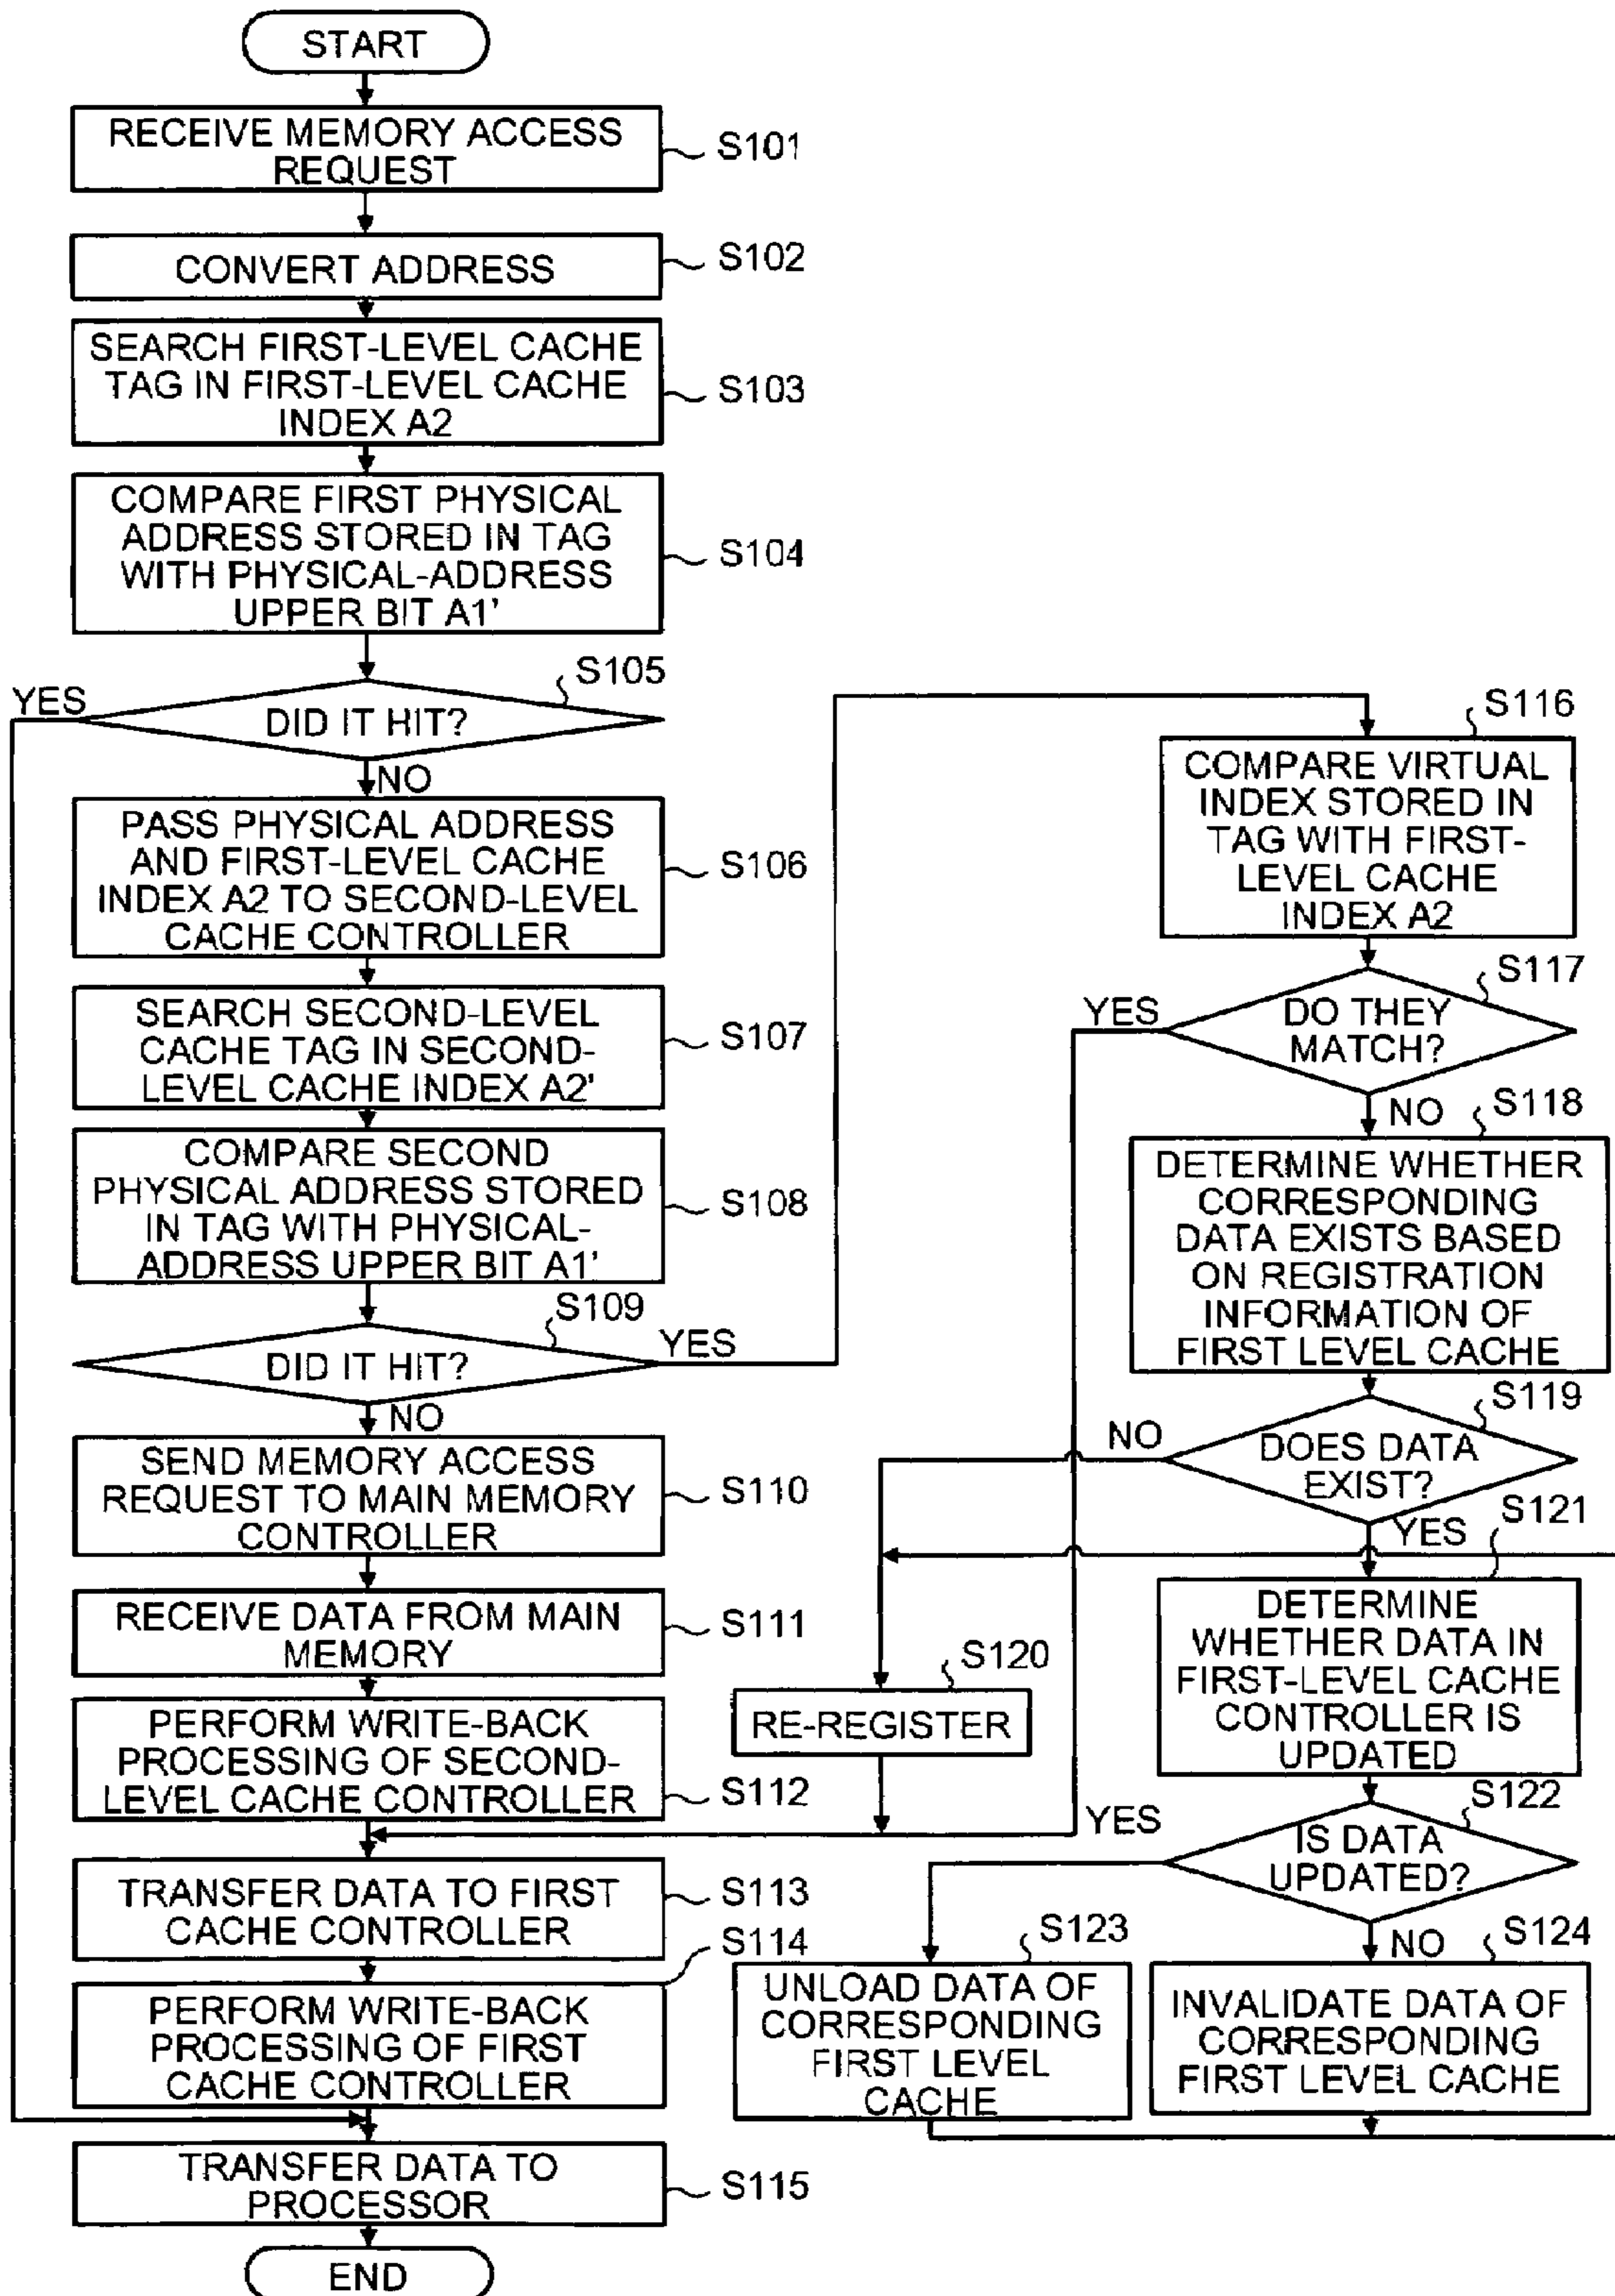 START
RECEIVE MEMORY ACCESS
REQUEST
S101
CONVERT ADDRESS
S102
SEARCH FIRST-LEVEL CACHE
TAG IN FIRST-LEVEL CACHE
INDEX A2
S103
COMPARE FIRST PHYSICAL
ADDRESS STORED IN TAG
WITH PHYSICAL-ADDRESS
UPPER BIT A1'
S104
S105
YES
DID IT HIT?
NO
PASS PHYSICAL ADDRESS
AND FIRST-LEVEL CACHE
INDEX A2 TO SECOND-LEVEL
CACHE CONTROLLER
S106
SEARCH SECOND-LEVEL
CACHE TAG IN SECOND-
LEVEL CACHE INDEX A2'
S107
COMPARE SECOND
PHYSICAL ADDRESS STORED
IN TAG WITH PHYSICAL-
ADDRESS UPPER BIT A1'
S108
S109
DID IT HIT?
YES
NO
SEND MEMORY ACCESS
REQUEST TO MAIN MEMORY
CONTROLLER
S110
RECEIVE DATA FROM MAIN
MEMORY
S111
PERFORM WRITE-BACK
PROCESSING OF SECOND-
LEVEL CACHE CONTROLLER
S112
TRANSFER DATA TO FIRST
CACHE CONTROLLER
S113
S114
PERFORM WRITE-BACK
PROCESSING OF FIRST
CACHE CONTROLLER
TRANSFER DATA TO
PROCESSOR
S115
END
S116
COMPARE VIRTUAL
INDEX STORED IN
TAG WITH FIRST-
LEVEL CACHE
INDEX A2
S117
YES
DO THEY
MATCH?
NO
S118
DETERMINE WHETHER
CORRESPONDING
DATA EXISTS BASED
ON REGISTRATION
INFORMATION OF
FIRST LEVEL CACHE
S119
NO
DOES DATA
EXIST?
YES
S121
DETERMINE
WHETHER DATA IN
FIRST-LEVEL CACHE
CONTROLLER IS
UPDATED
S120
RE-REGISTER
S122
YES
IS DATA
UPDATED?
NO
S123
UNLOAD DATA OF
CORRESPONDING
FIRST LEVEL
CACHE
S124
INVALIDATE DATA OF
CORRESPONDING
FIRST LEVEL CACHE